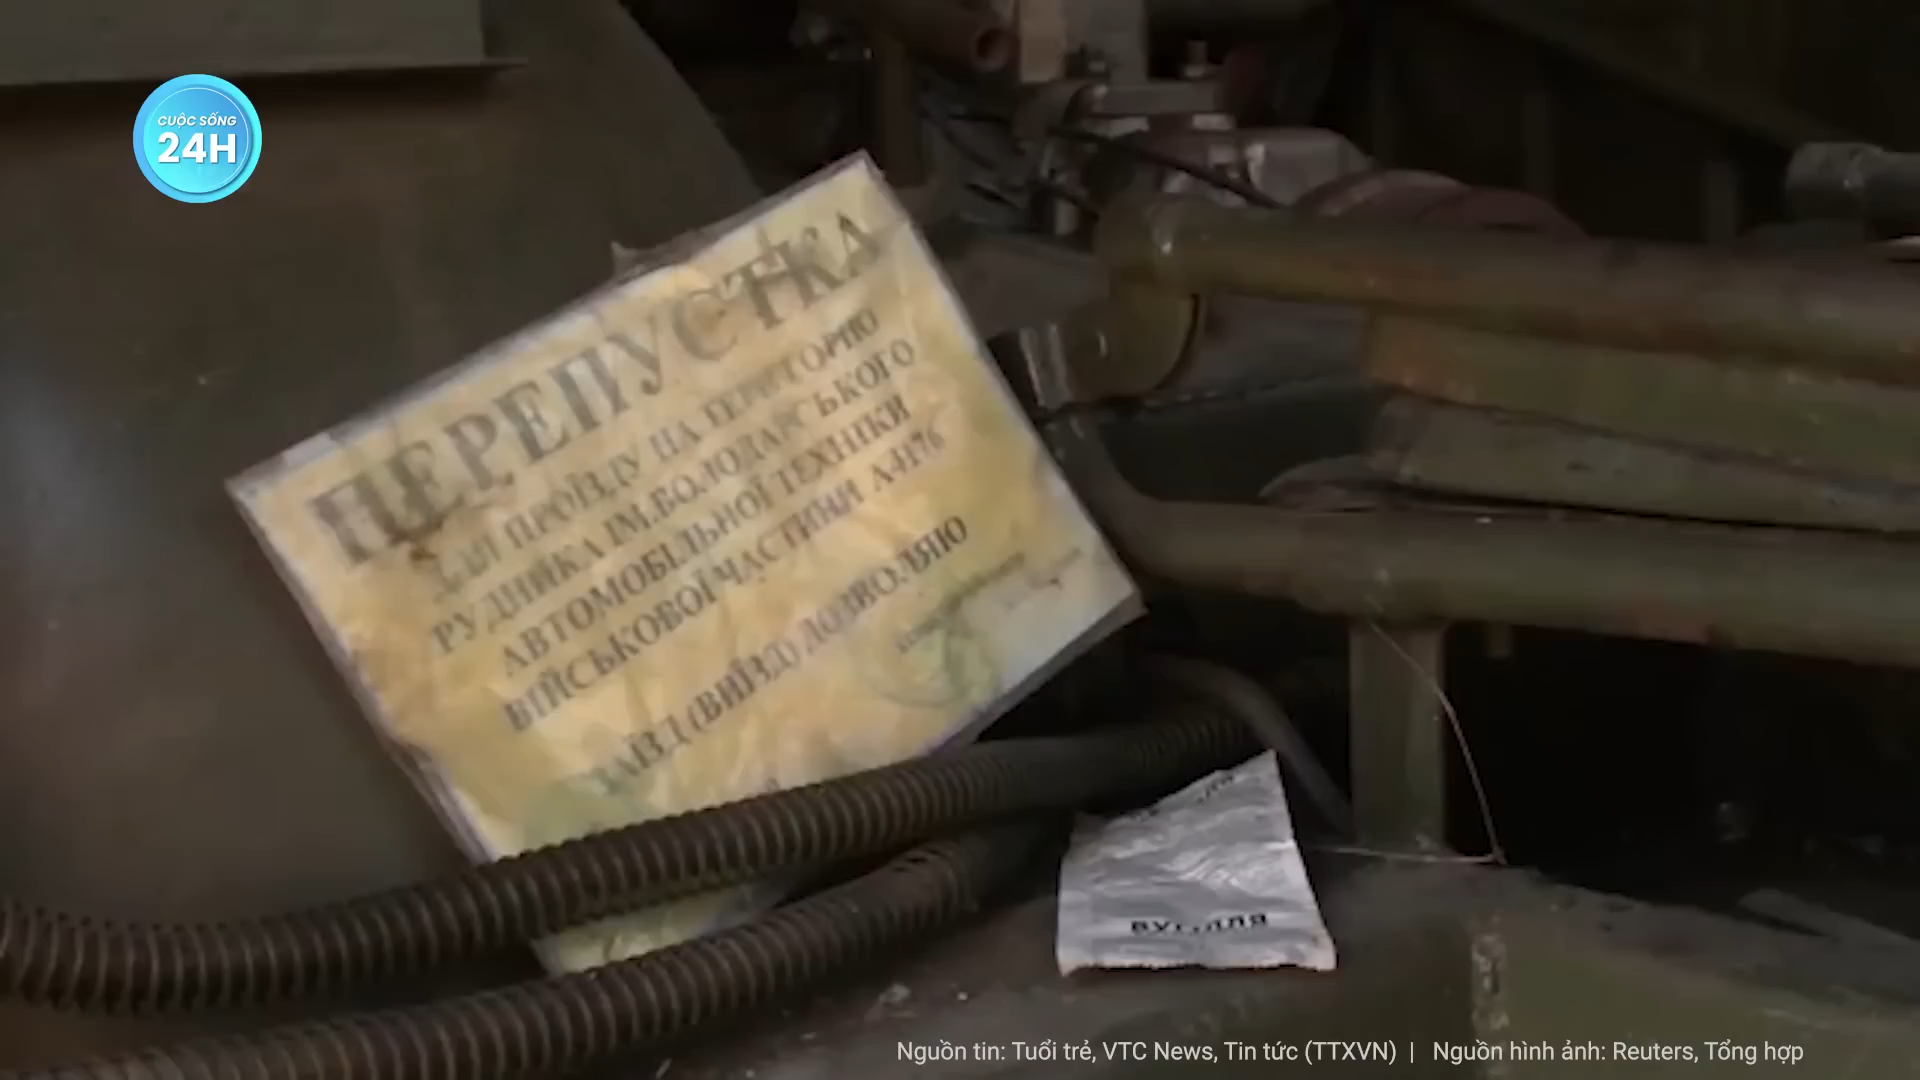 CUỘC SỐNG
24H
ПЕРЕПУСТКА
ДЛЯ ПРОЇЗДУ НА ТЕРИТОРІЮ
РУДНИКА ІМ.ВОЛОДАРСЬКОГО
АВТОМОБІЛЬНОЇ ТЕХНІКИ
ВІЙСЬКОВОЇ ЧАСТИНИ А4176
ЗАЇЗД (ВИЇЗД) ДОЗВОЛЯЮ
ВУГІЛЛЯ
Nguồn tin: Tuổi trẻ, VTC News, Tin tức (TTXVN) | Nguồn hình ảnh: Reuters, Tổng hợp